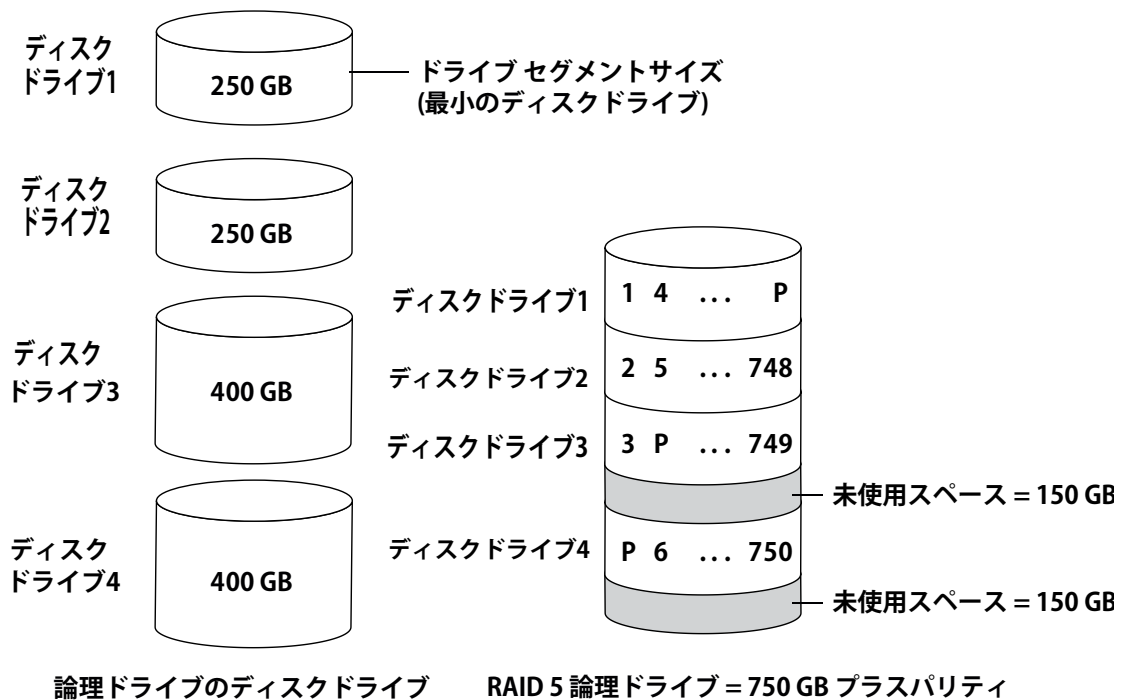 ディスク
ドライブ1
250 GB
ドライブ セグメントサイズ
(最小のディスクドライブ)
ディスク
ドライブ2
250 GB
ディスク
ドライブ3
400 GB
ディスク
ドライブ4
400 GB
ディスクドライブ1
1 4 ... P
ディスクドライブ2
2 5 ... 748
ディスクドライブ3
3 P ... 749
未使用スペース = 150 GB
ディスクドライブ4
P 6 ... 750
未使用スペース = 150 GB
論理ドライブのディスクドライブ
RAID 5 論理ドライブ = 750 GB プラスパリティ